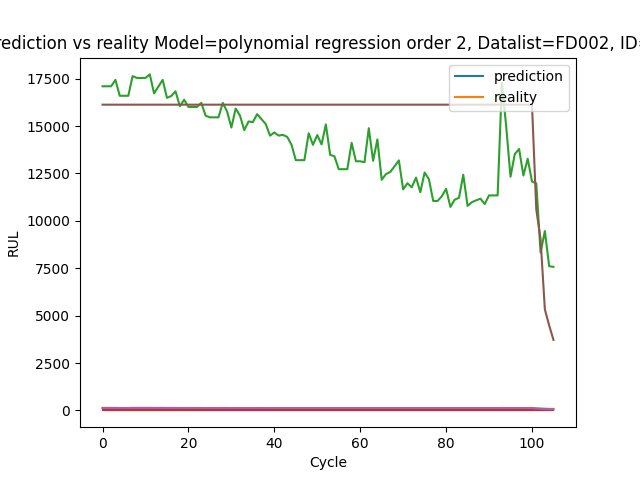 ediction vs reality Model=polynomial regression order 2, Datalist=FD002, ID=
prediction
reality
17500
15000
12500
10000
7500
5000
2500
0
RUL
0 20 40 60 80 100
Cycle